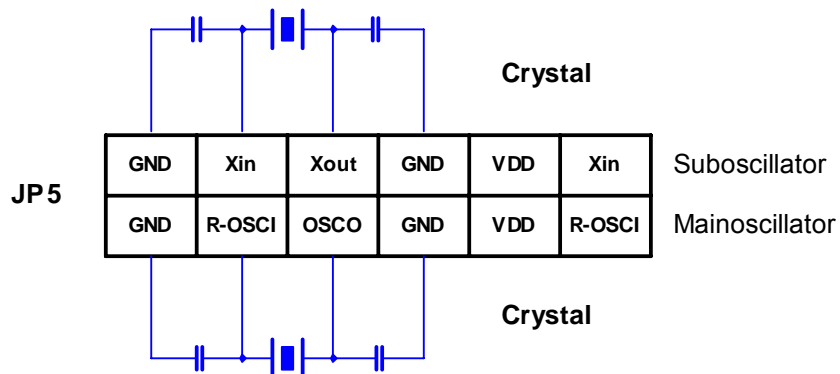 Crystal
GND Xin Xout GND VDD Xin Suboscillator
JP5
GND R-OSCI OSCO GND VDD R-OSCI Mainoscillator
Crystal